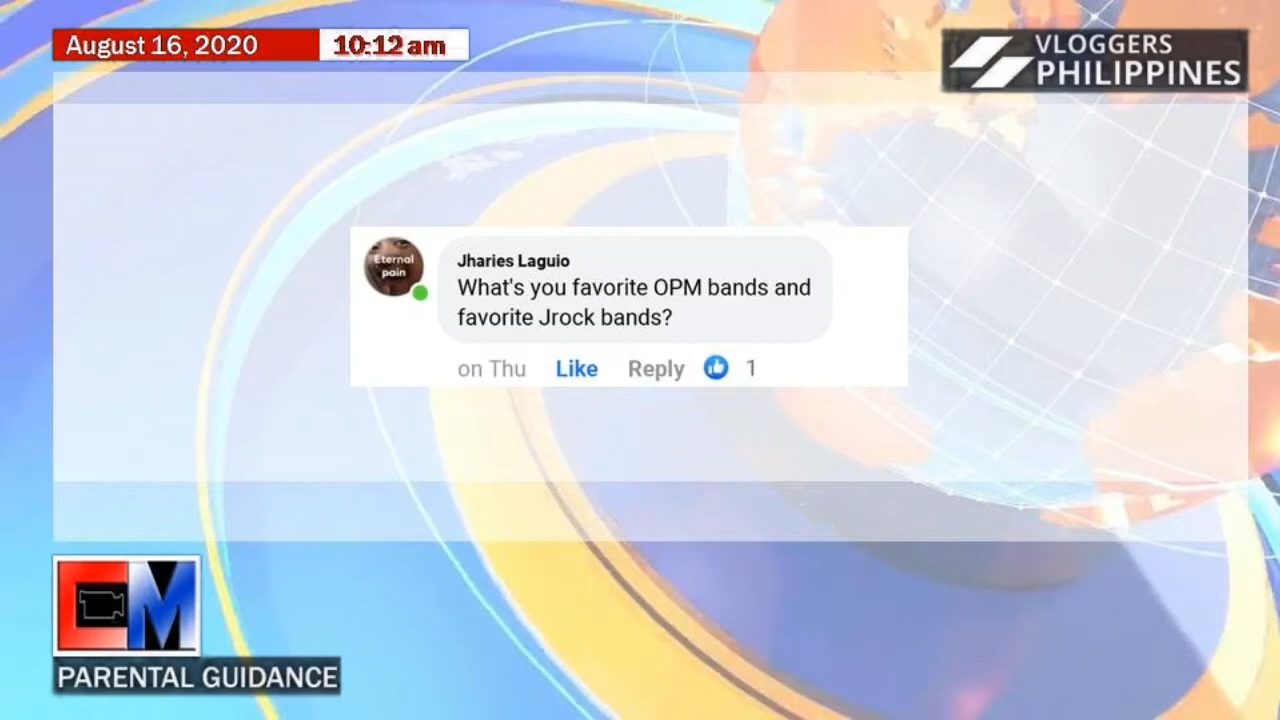 August 16, 2020 10:12 am
VLOGGERS
PHILIPPINES
Eternal
pain
Jharies Laguio
What's you favorite OPM bands and
favorite Jrock bands?
on Thu Like Reply 1
CM
PARENTAL GUIDANCE